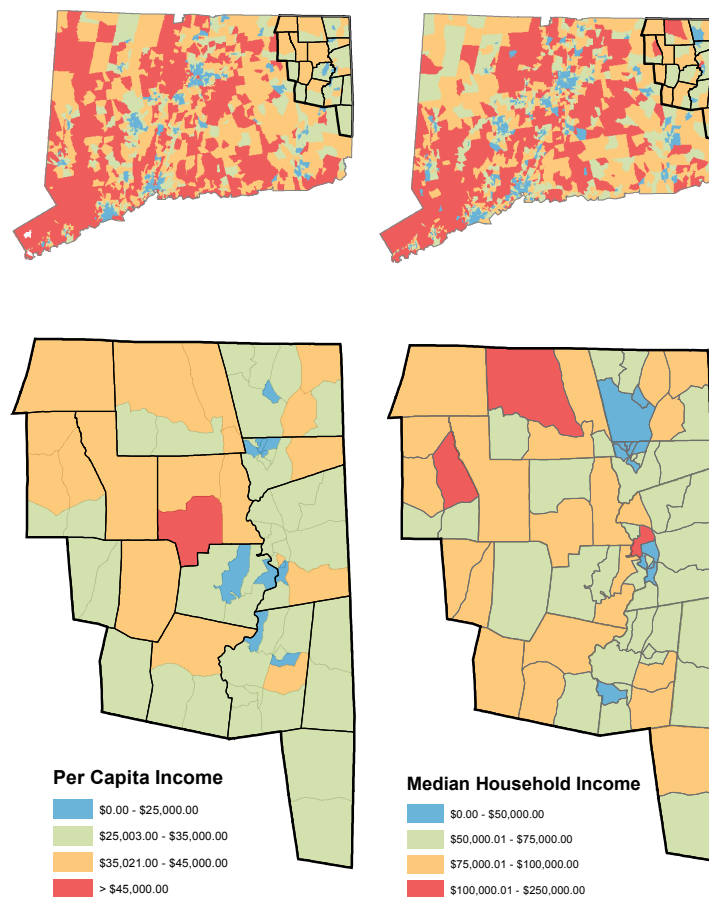 Per Capita Income
$0.00 - $25,000.00
$25,003.00 - $35,000.00
$35,021.00 - $45,000.00
> $45,000.00
Median Household Income
$0.00 - $50,000.00
$50,000.01 - $75,000.00
$75,000.01 - $100,000.00
$100,000.01 - $250,000.00